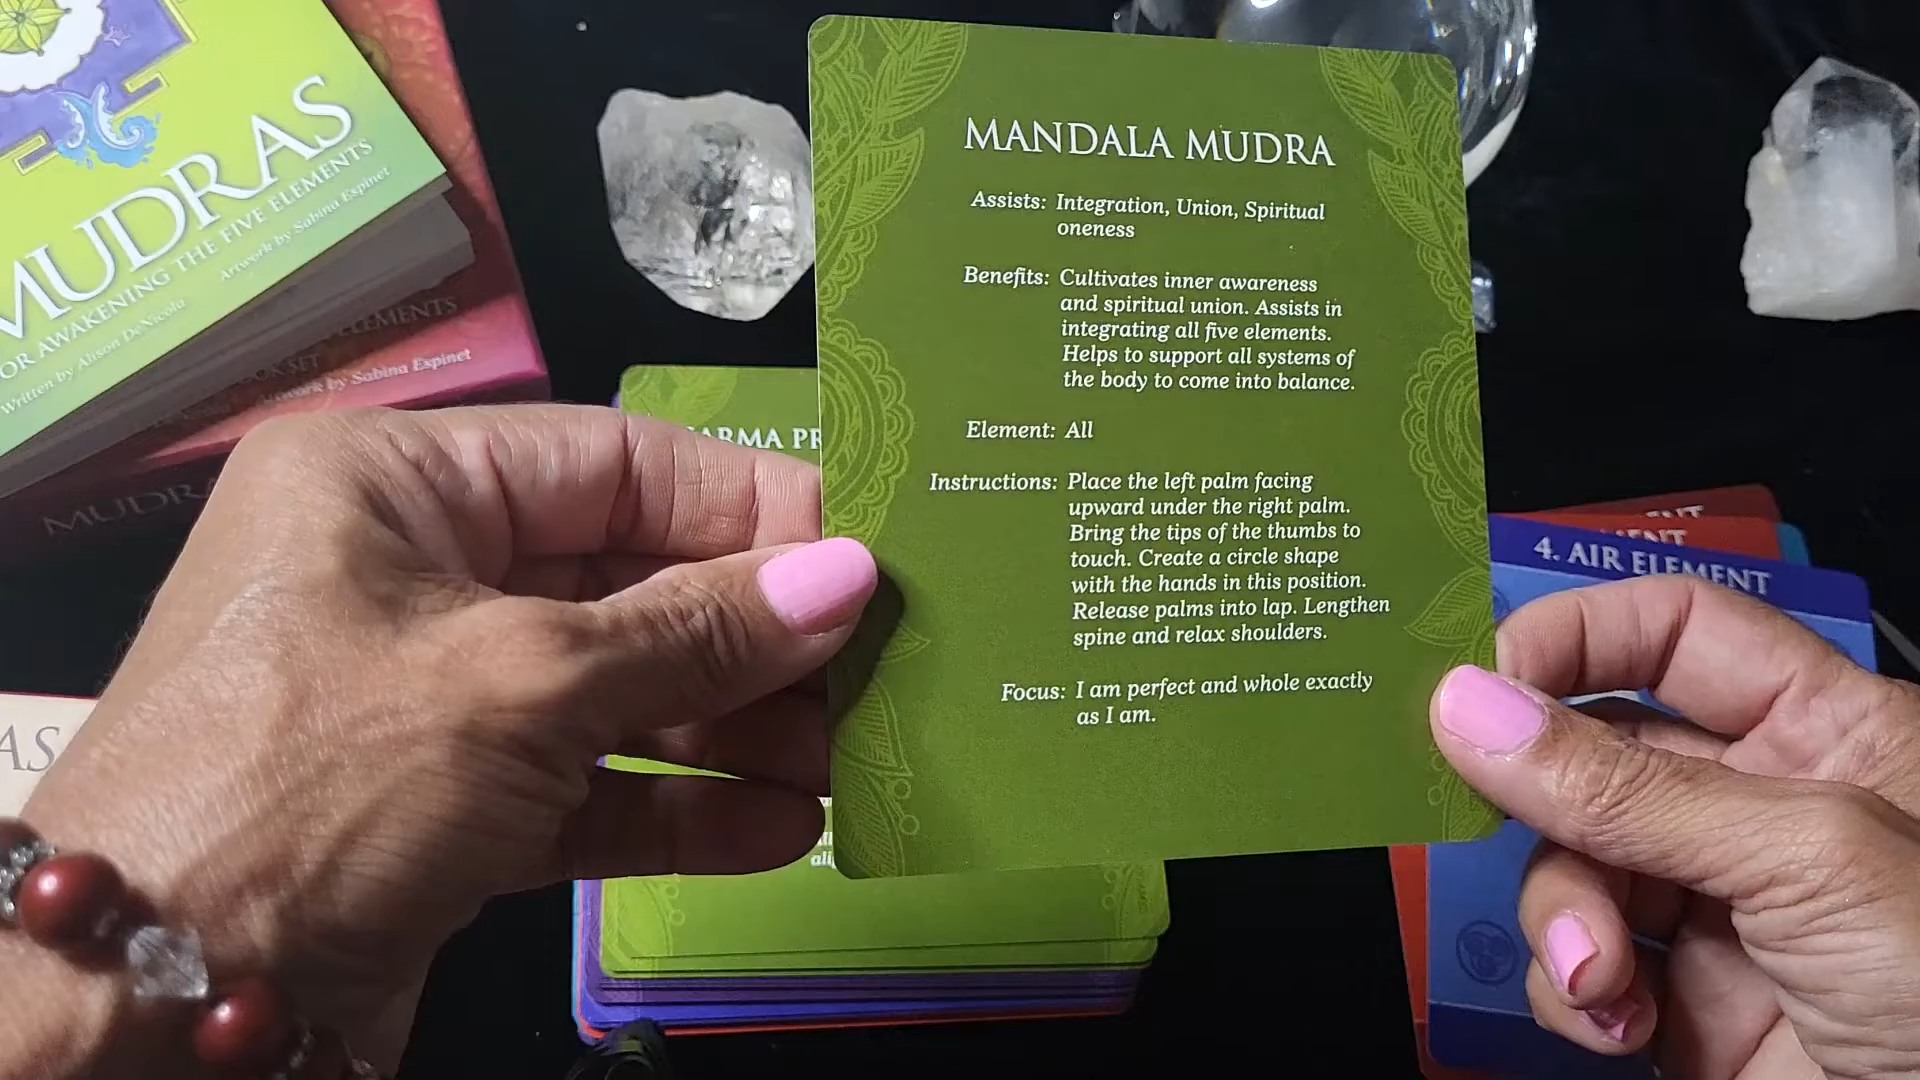 MUDRAS
FOR AWAKENING THE FIVE ELEMENTS
Written by Alison DeNicola
Artwork by Sabina Espinet
ELEMENTS
Artwork by Sabina Espinet
MUDRA
AS
MANDALA MUDRA
Assists: Integration, Union, Spiritual
oneness
Benefits: Cultivates inner awareness
and spiritual union. Assists in
integrating all five elements.
Helps to support all systems of
the body to come into balance.
Element: All
Instructions: Place the left palm facing
upward under the right palm.
Bring the tips of the thumbs to
touch. Create a circle shape
with the hands in this position.
Release palms into lap. Lengthen
spine and relax shoulders.
Focus: I am perfect and whole exactly
as I am.
4. AIR ELEMENT